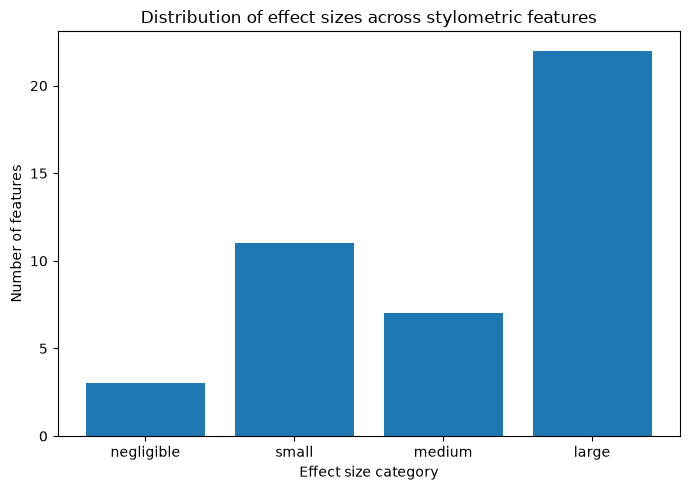 Distribution of effect sizes across stylometric features
Number of features
20
15
10
5
0
negligible small medium large
Effect size category